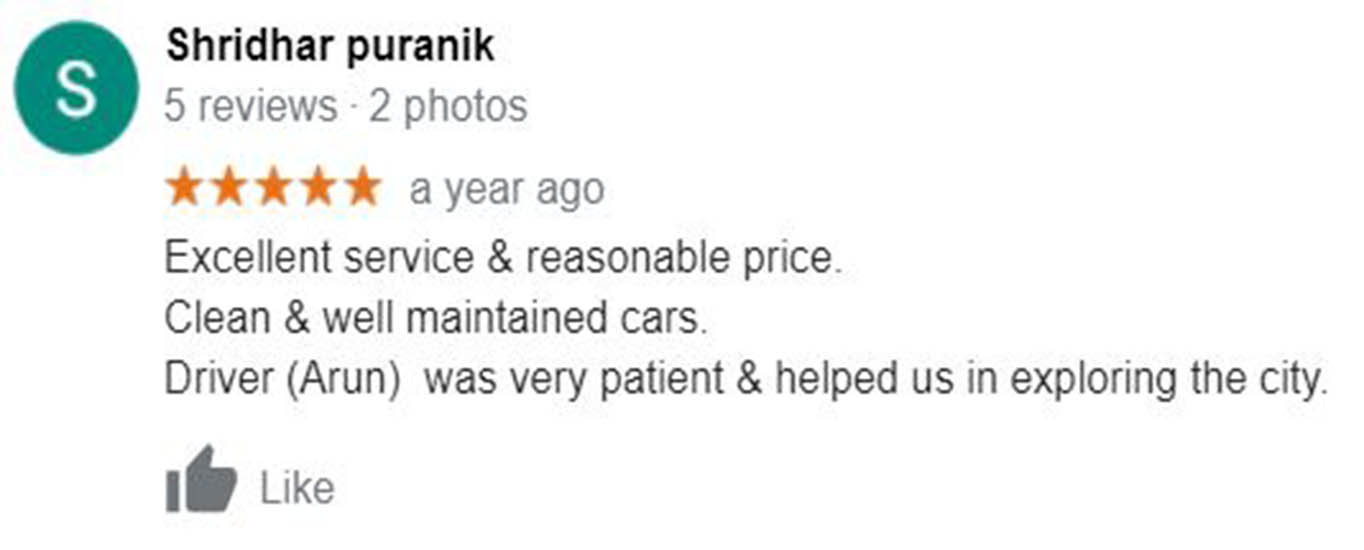 S
Shridhar puranik
5 reviews · 2 photos
a year ago
Excellent service & reasonable price.
Clean & well maintained cars.
Driver (Arun)  was very patient & helped us in exploring the city.
Like